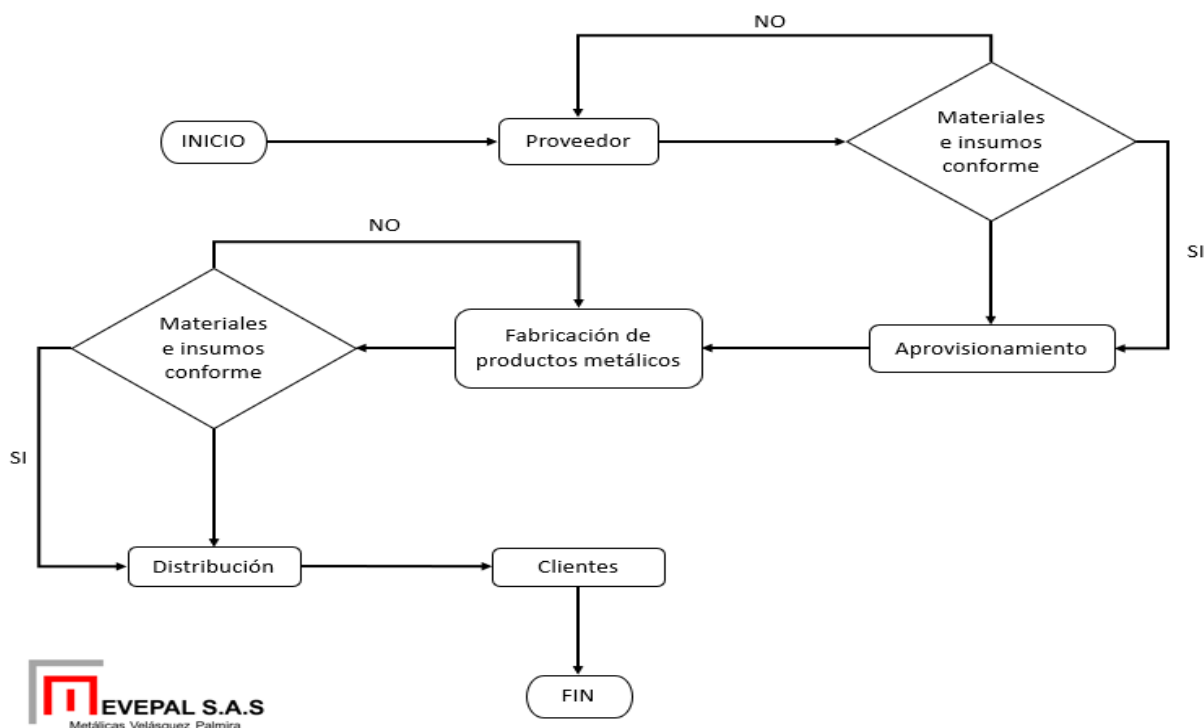 NO
INICIO
Proveedor
Materiales
e insumos
conforme
SI
NO
Materiales
e insumos
conforme
Fabricación de
productos metálicos
Aprovisionamiento
SI
Distribución
Clientes
FIN
EVEPAL S.A.S
Metálicas Velásquez Palmira